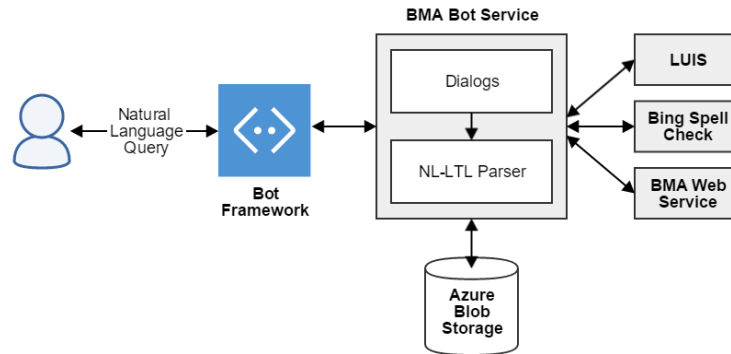 BMA Bot Service
Dialogs
NL-LTL Parser
Natural
Language
Query
Bot
Framework
LUIS
Bing Spell
Check
BMA Web
Service
Azure
Blob
Storage